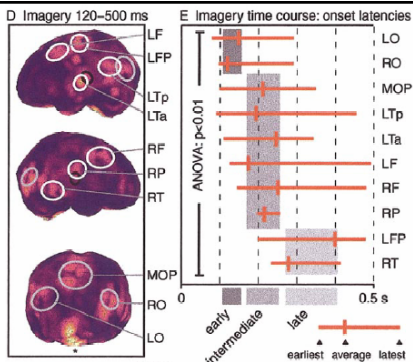 D Imagery 120–500 ms
LF
LFP
LTp
LTa
RF
RP
RT
MOP
RO
LO
*
E Imagery time course: onset latencies
ANOVA: p<0.01
LO
RO
MOP
LTp
LTa
LF
RF
RP
LFP
RT
0
0.5 s
early
intermediate
late
earliest average latest